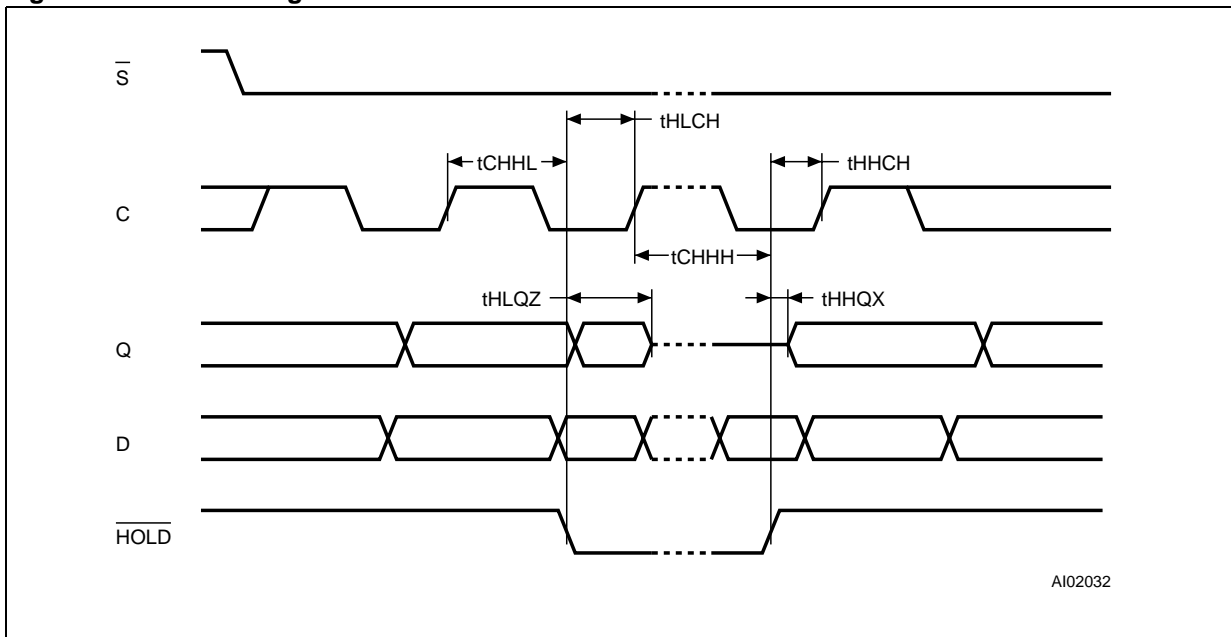 S
tHLCH
tCHHL
tHHCH
C
tCHHH
tHLQZ
tHHQX
Q
D
HOLD
AI02032